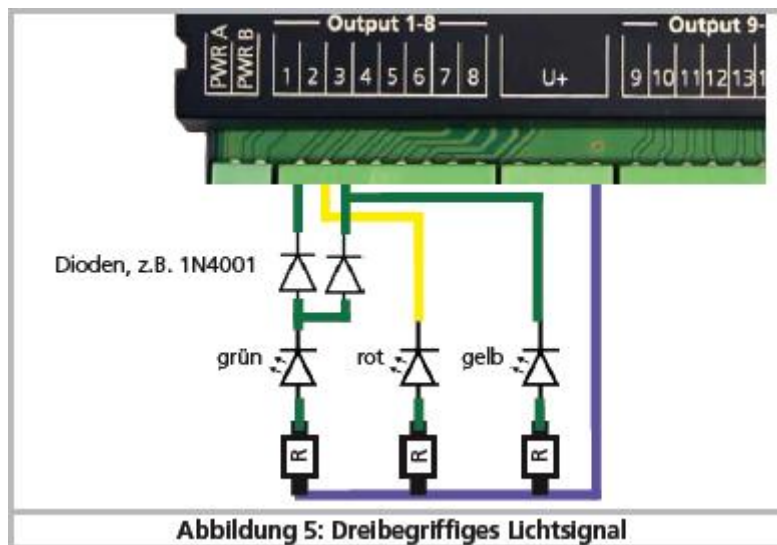 Output 1-8
Output 9-
PWR A
PWR B
1 2 3 4 5 6 7 8
U+
9 10 11 12 13 1
Dioden, z.B. 1N4001
grün
rot
gelb
R
R
R
Abbildung 5: Dreibegriffiges Lichtsignal